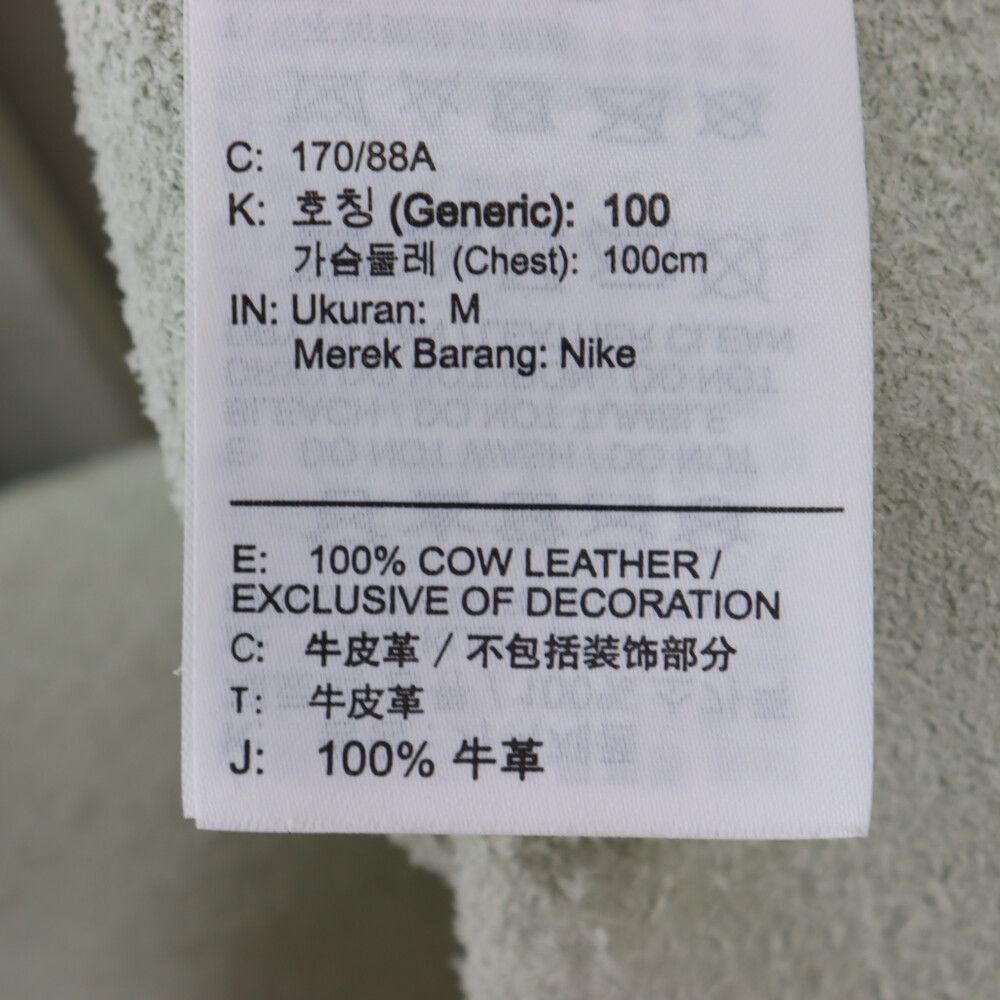 C: 170/88A
K: 호칭 (Generic): 100
가슴둘레 (Chest): 100cm
IN: Ukuran: M
Merek Barang: Nike
E: 100% COW LEATHER /
EXCLUSIVE OF DECORATION
C: 牛皮革 / 不包括装饰部分
T: 牛皮革
J: 100% 牛革